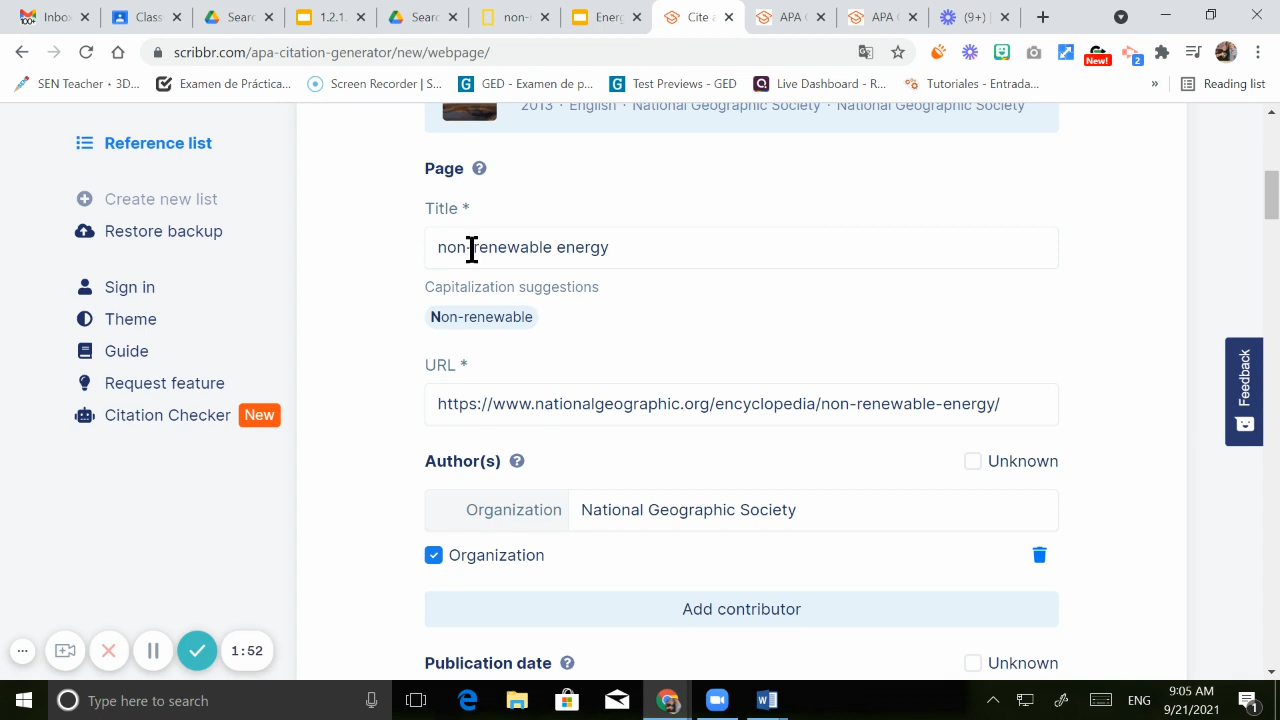 Inbo
100+
Class
Searc
1.2.1.
Searc
non-
Energ
Cite a
APA C
APA C
(9+) |
scribbr.com/apa-citation-generator/new/webpage/
New!
2
SEN Teacher • 3D...
Examen de Práctica...
Screen Recorder | S...
GED - Examen de p...
Test Previews - GED
Live Dashboard - R...
Tutoriales - Entrada...
»
Reading list
2013 · English · National Geographic Society · National Geographic Society
Reference list
Create new list
Restore backup
Sign in
Theme
Guide
Request feature
Citation Checker New
Page ?
Title *
non-renewable energy
Capitalization suggestions
Non-renewable
URL *
https://www.nationalgeographic.org/encyclopedia/non-renewable-energy/
Author(s) ?
Unknown
Organization National Geographic Society
Organization
Add contributor
Publication date ?
Unknown
Feedback
1:52
Type here to search
ENG
9:05 AM
9/21/2021
1